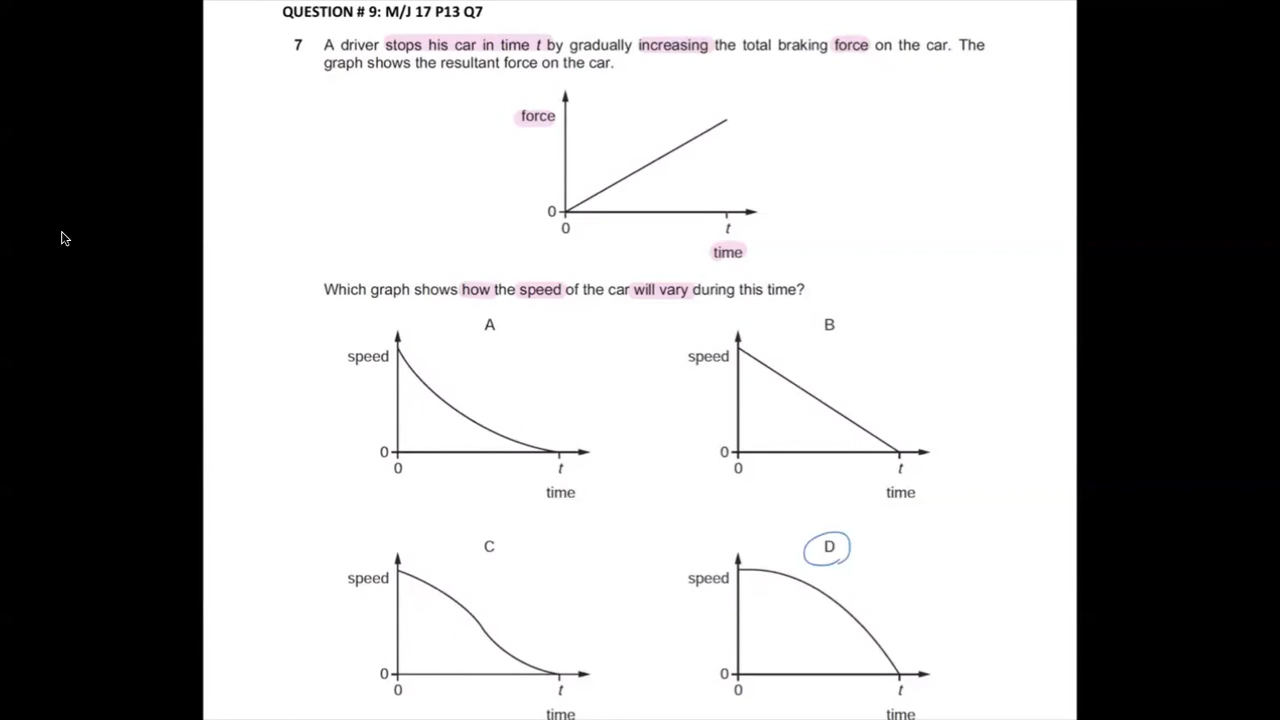 QUESTION # 9: M/J 17 P13 Q7
7 A driver stops his car in time t by gradually increasing the total braking force on the car. The
graph shows the resultant force on the car.
force
0
0
t
time
Which graph shows how the speed of the car will vary during this time?
A
speed
0
0
t
time
B
speed
0
0
t
time
C
speed
0
0
t
time
D
speed
0
0
t
time